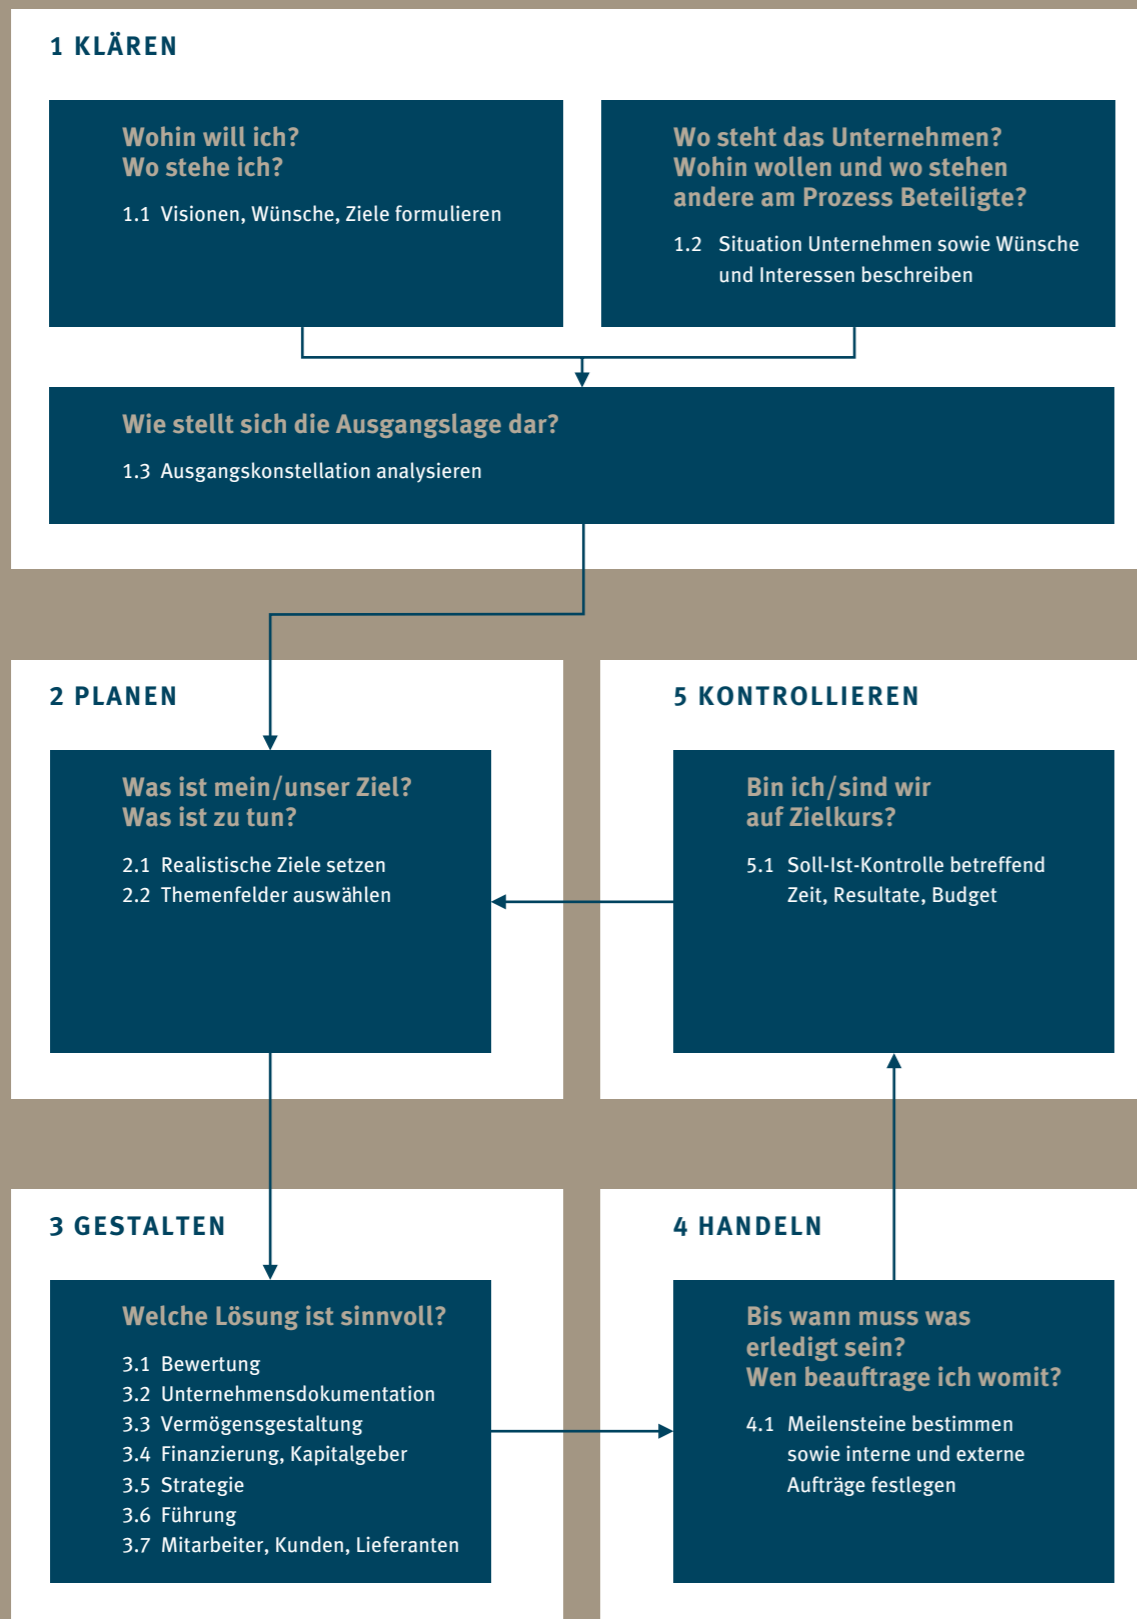 1 KLÄREN
Wohin will ich?
Wo stehe ich?
1.1 Visionen, Wünsche, Ziele formulieren
Wo steht das Unternehmen?
Wohin wollen und wo stehen
andere am Prozess Beteiligte?
1.2 Situation Unternehmen sowie Wünsche
und Interessen beschreiben
Wie stellt sich die Ausgangslage dar?
1.3 Ausgangskonstellation analysieren
2 PLANEN
Was ist mein/unser Ziel?
Was ist zu tun?
2.1 Realistische Ziele setzen
2.2 Themenfelder auswählen
5 KONTROLLIEREN
Bin ich/sind wir
auf Zielkurs?
5.1 Soll-Ist-Kontrolle betreffend
Zeit, Resultate, Budget
3 GESTALTEN
Welche Lösung ist sinnvoll?
3.1 Bewertung
3.2 Unternehmensdokumentation
3.3 Vermögensgestaltung
3.4 Finanzierung, Kapitalgeber
3.5 Strategie
3.6 Führung
3.7 Mitarbeiter, Kunden, Lieferanten
4 HANDELN
Bis wann muss was
erledigt sein?
Wen beauftrage ich womit?
4.1 Meilensteine bestimmen
sowie interne und externe
Aufträge festlegen